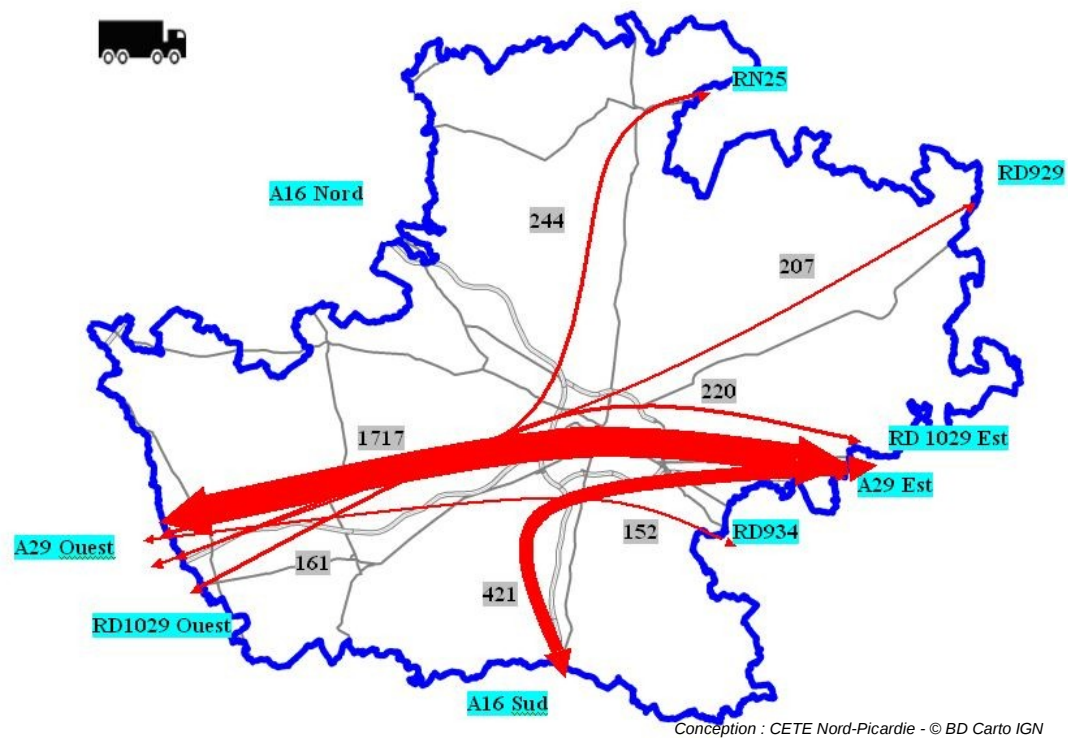 RN25
RD929
A16 Nord
244
207
220
1717
RD 1029 Est
A29 Est
A29 Ouest
152
RD934
161
421
RD1029 Ouest
A16 Sud
Conception : CETE Nord-Picardie - © BD Carto IGN